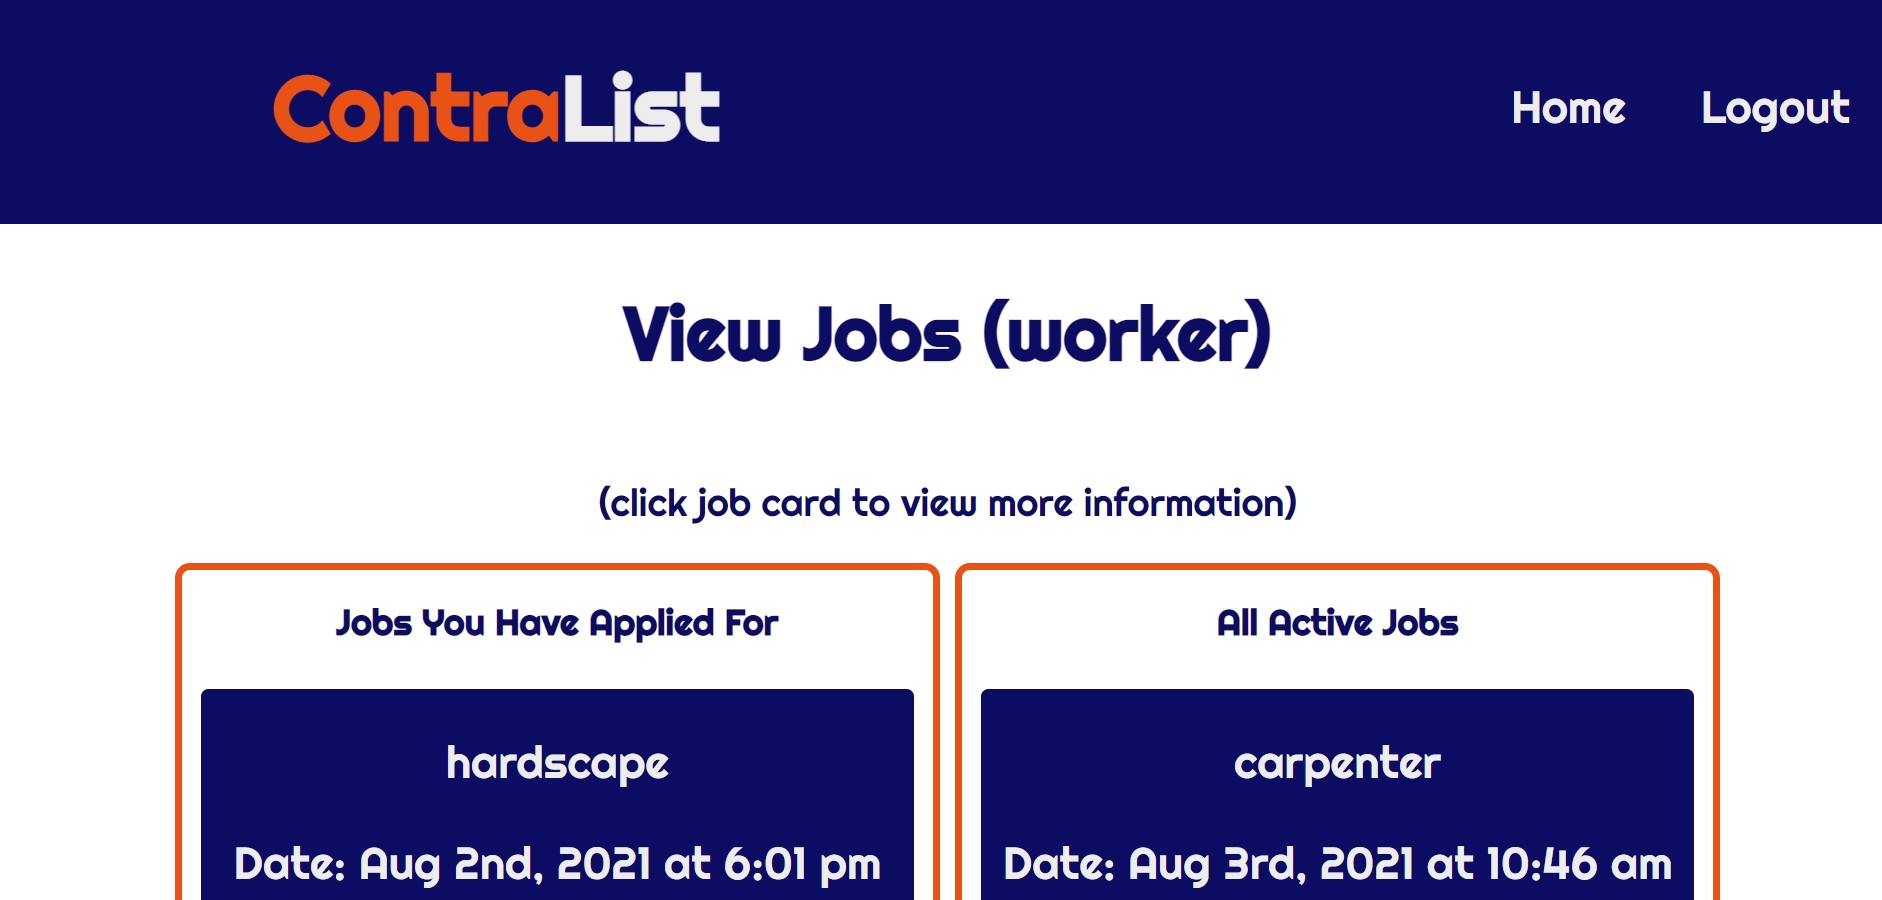 ContraList
Home
Logout
View Jobs (worker)
(click job card to view more information)
Jobs You Have Applied For
hardscape
Date: Aug 2nd, 2021 at 6:01 pm
All Active Jobs
carpenter
Date: Aug 3rd, 2021 at 10:46 am